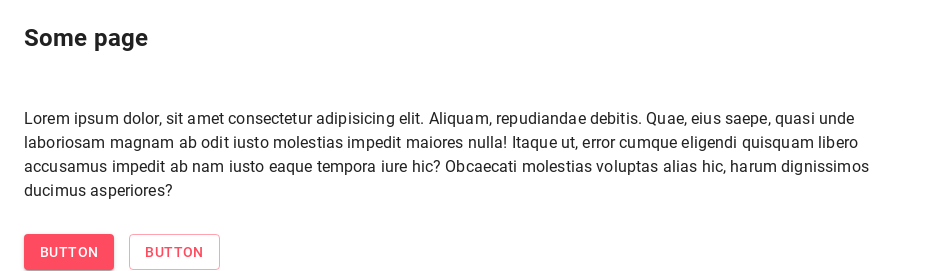 Some page
Lorem ipsum dolor, sit amet consectetur adipisicing elit. Aliquam, repudiandae debitis. Quae, eius saepe, quasi unde
laboriosam magnam ab odit iusto molestias impedit maiores nulla! Itaque ut, error cumque eligendi quisquam libero
accusamus impedit ab nam iusto eaque tempora iure hic? Obcaecati molestias voluptas alias hic, harum dignissimos
ducimus asperiores?
BUTTON BUTTON